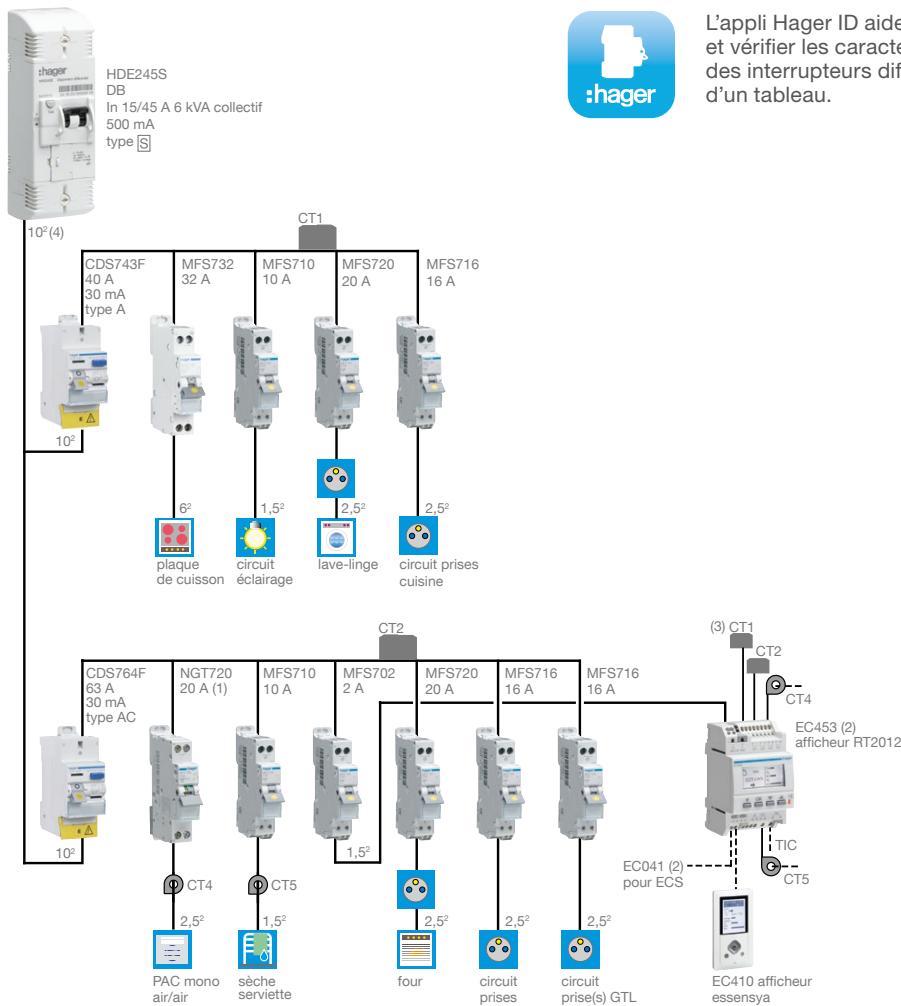 :hager
HDE245S
DB
In 15/45 A 6 kVA collectif
500 mA
type S
:hager
L'appli Hager ID aide
et vérifier les caracté
des interrupteurs dif
d'un tableau.
10² (4)
CT1
CDS743F
40 A
30 mA
type A
MFS732
32 A
MFS710
10 A
MFS720
20 A
MFS716
16 A
10²
6²
1,5²
2,5²
2,5²
plaque
de cuisson
circuit
éclairage
lave-linge
circuit prises
cuisine
CT2
(3) CT1
CT2
CT4
CDS764F
63 A
30 mA
type AC
NGT720
20 A (1)
MFS710
10 A
MFS702
2 A
MFS720
20 A
MFS716
16 A
MFS716
16 A
EC453 (2)
afficheur RT2012
10²
1,5²
TIC
EC041 (2)
pour ECS
CT5
CT4
CT5
2,5²
1,5²
2,5²
2,5²
2,5²
PAC mono
air/air
sèche
serviette
four
circuit
prises
circuit
prise(s) GTL
EC410 afficheur
essensya